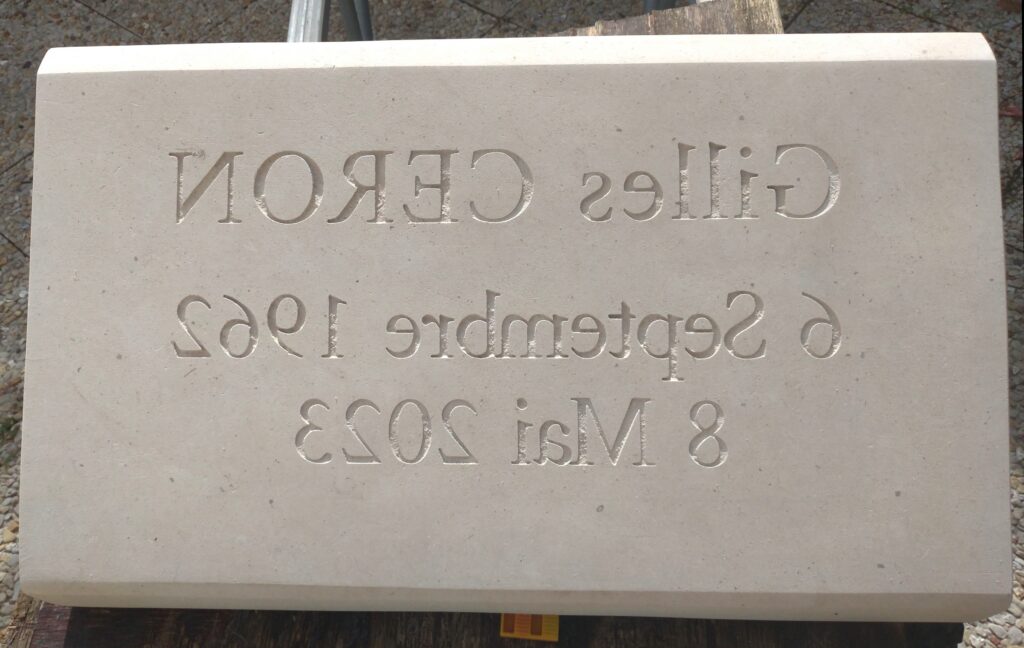 Gilles CERON
6 Septembre 1962
8 Mai 2023